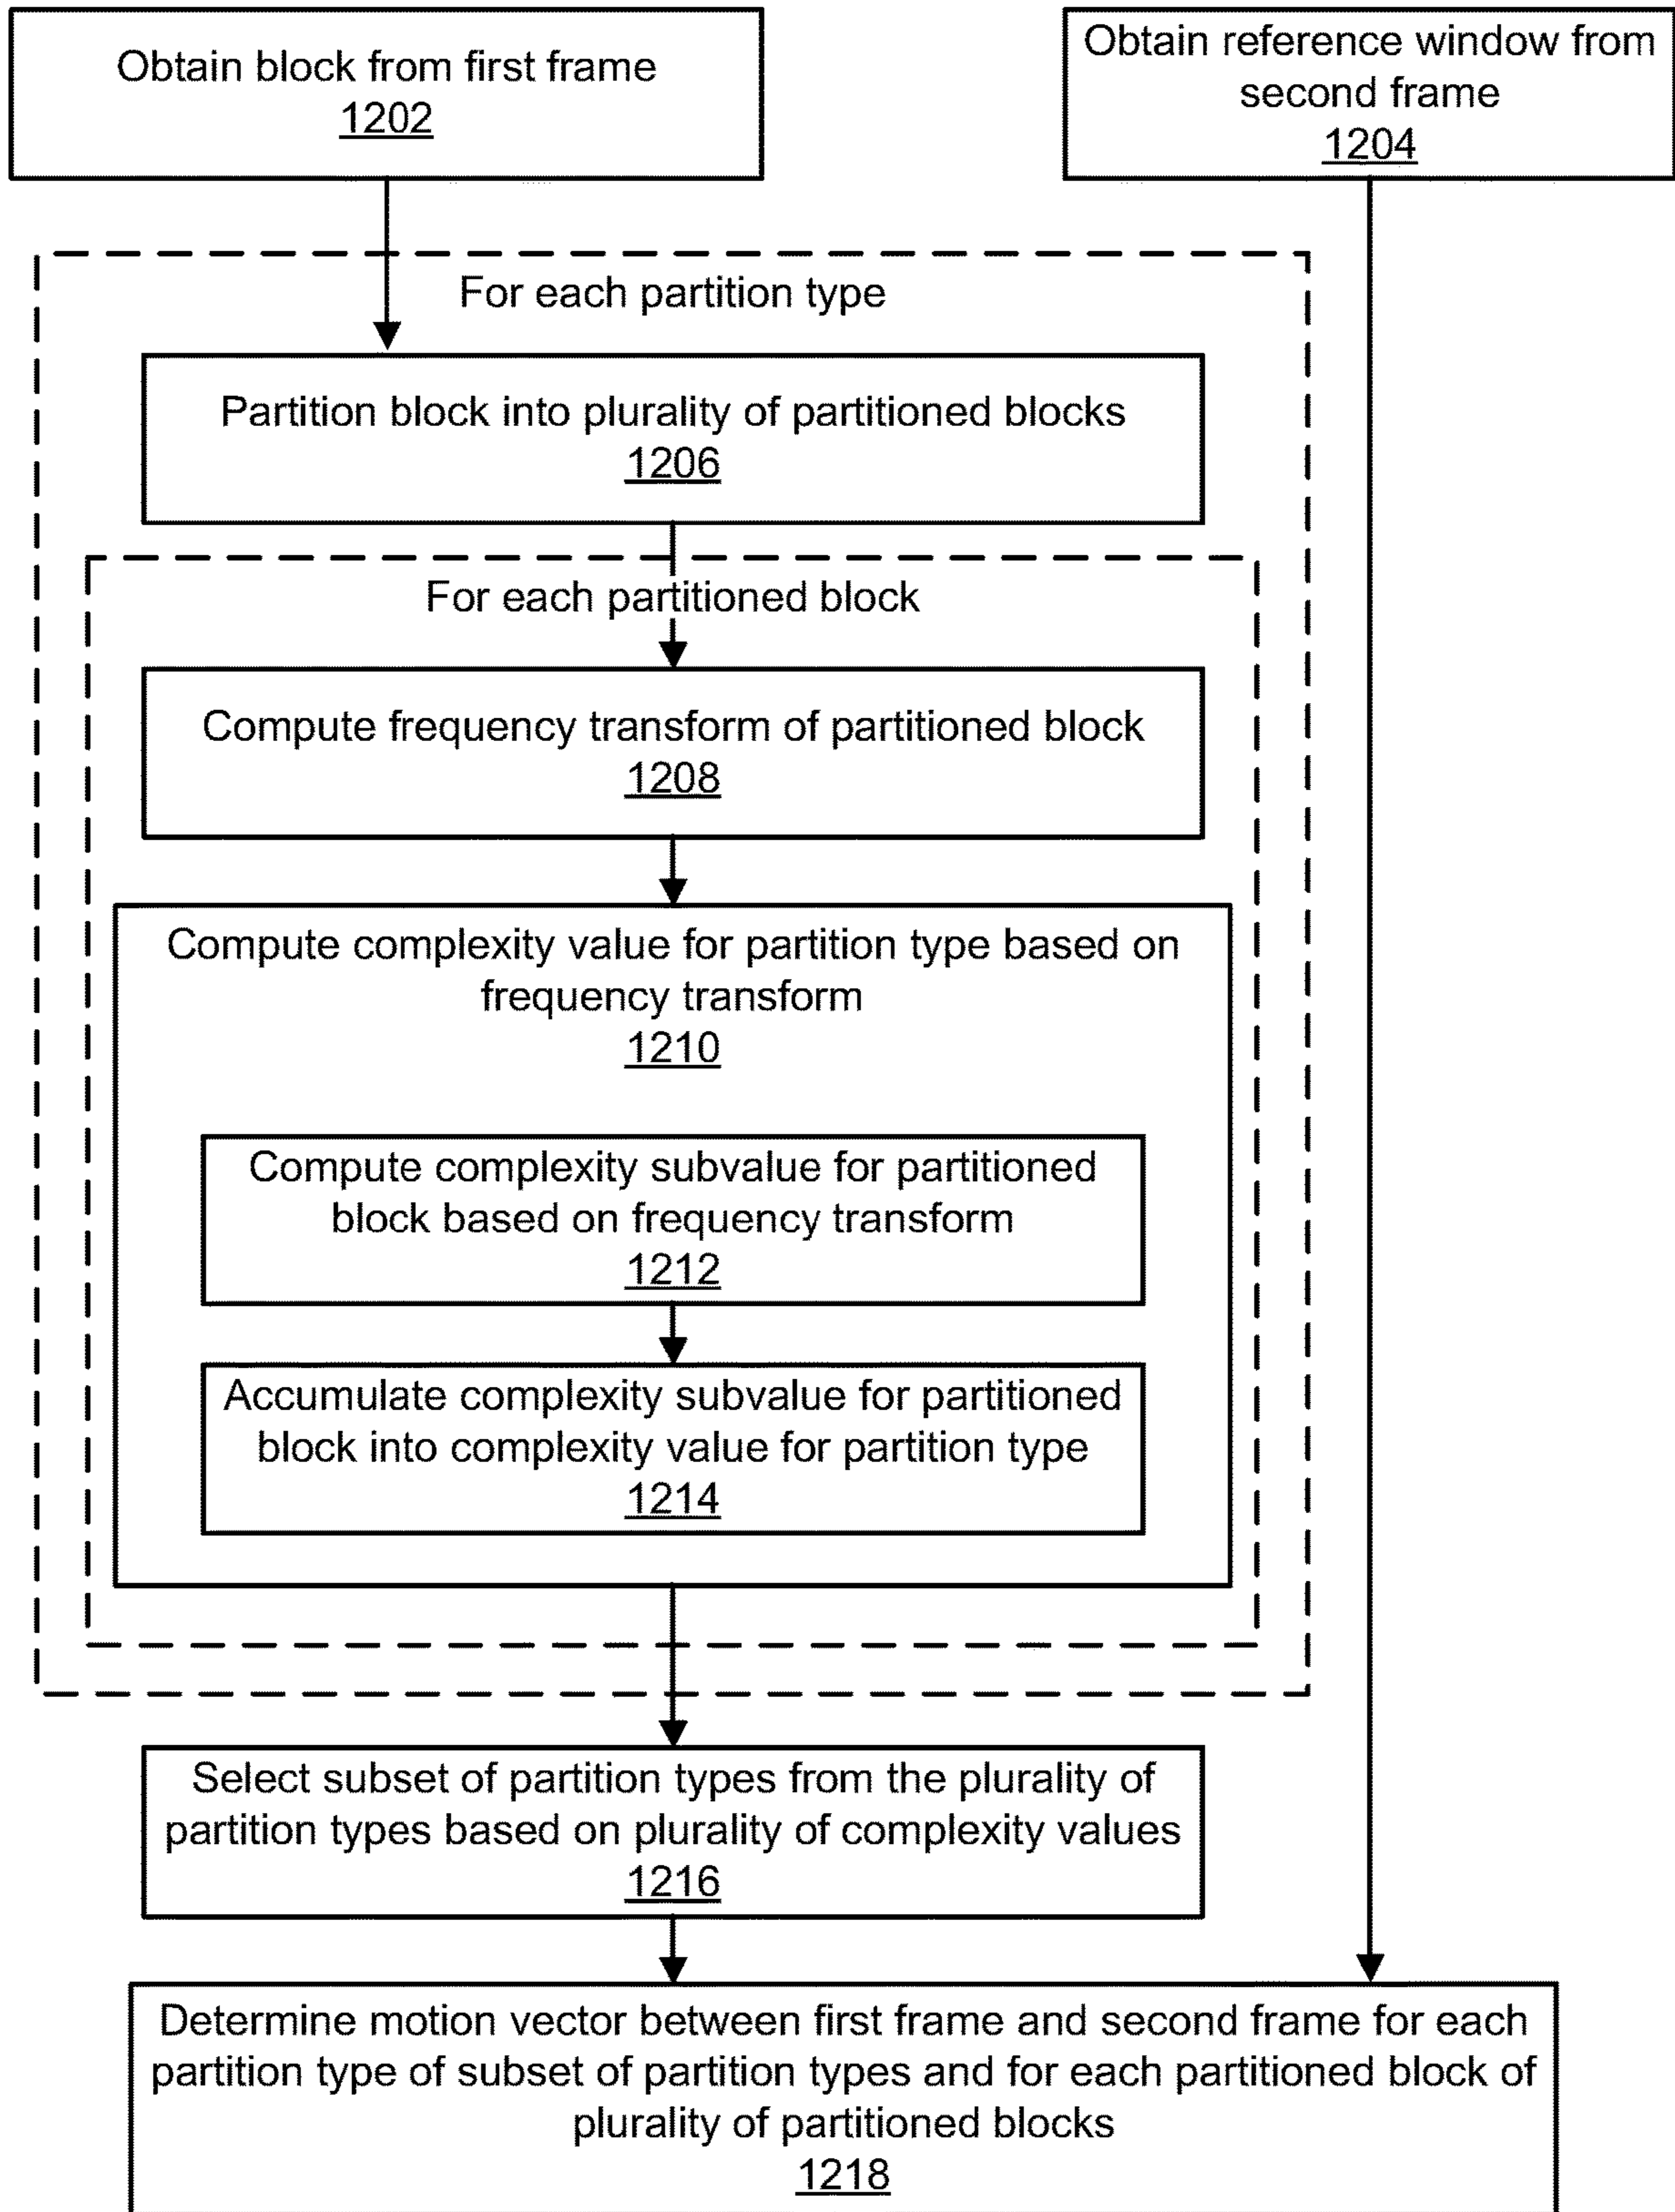 Obtain block from first frame
1202
Obtain reference window from
second frame
1204
For each partition type
Partition block into plurality of partitioned blocks
1206
For each partitioned block
Compute frequency transform of partitioned block
1208
Compute complexity value for partition type based on
frequency transform
1210
Compute complexity subvalue for partitioned
block based on frequency transform
1212
Accumulate complexity subvalue for partitioned
block into complexity value for partition type
1214
Select subset of partition types from the plurality of
partition types based on plurality of complexity values
1216
Determine motion vector between first frame and second frame for each
partition type of subset of partition types and for each partitioned block of
plurality of partitioned blocks
1218